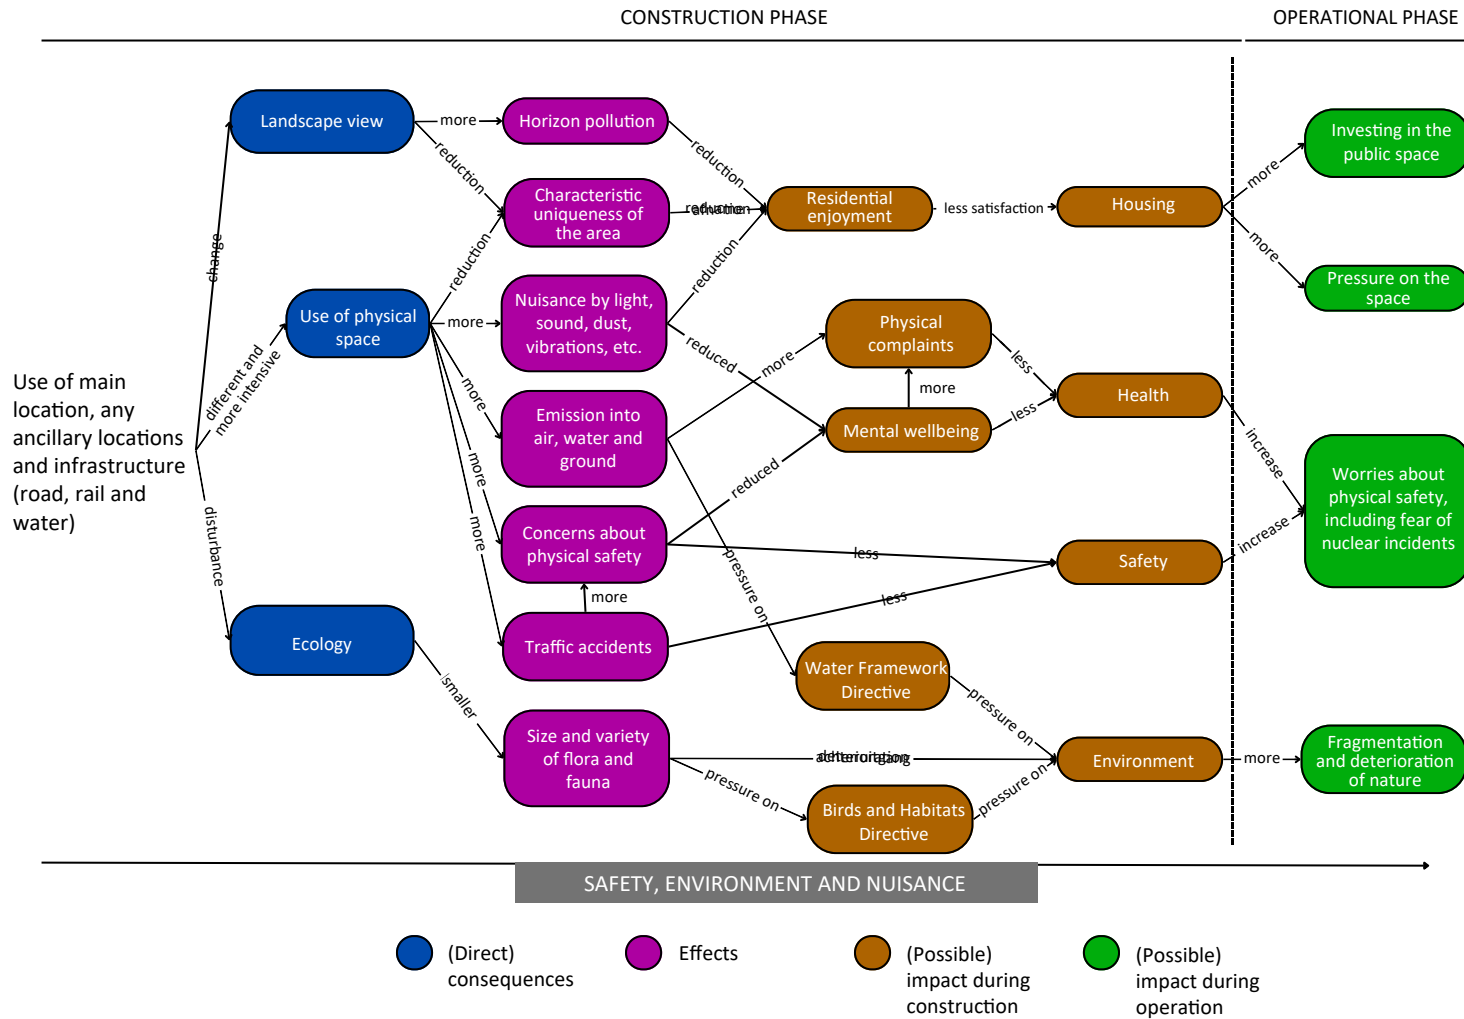 CONSTRUCTION PHASE
OPERATIONAL PHASE
Use of main
location, any
ancillary locations
and infrastructure
(road, rail and
water)
change
different and
more intensive
disturbance
Landscape view
Use of physical
space
Ecology
more
reduction
reduction
more
more
more
more
smaller
Horizon pollution
Characteristic
uniqueness of
the area
Nuisance by light,
sound, dust,
vibrations, etc.
Emission into
air, water and
ground
Concerns about
physical safety
more
Traffic accidents
Size and variety
of flora and
fauna
reduction
reduction
reduced
more
reduced
pressure on
less
less
pressure on
Residential
enjoyment
Physical
complaints
more
Mental wellbeing
Water Framework
Directive
Birds and Habitats
Directive
less satisfaction
less
less
pressure on
pressure on
Housing
Health
Safety
Environment
more
more
increase
increase
more
Investing in the
public space
Pressure on the
space
Worries about
physical safety,
including fear of
nuclear incidents
Fragmentation
and deterioration
of nature
SAFETY, ENVIRONMENT AND NUISANCE
(Direct)
consequences
Effects
(Possible)
impact during
construction
(Possible)
impact during
operation